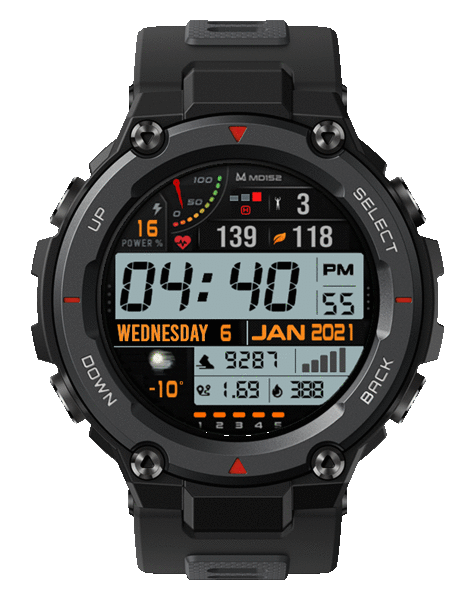 100
50
0
MD152
M
3
16
POWER %
139
118
UP
SELECT
04:40
PM
55
WEDNESDAY 6
JAN 2021
9287
-10°
1.69
388
DOWN
BACK
1 2 3 4 5